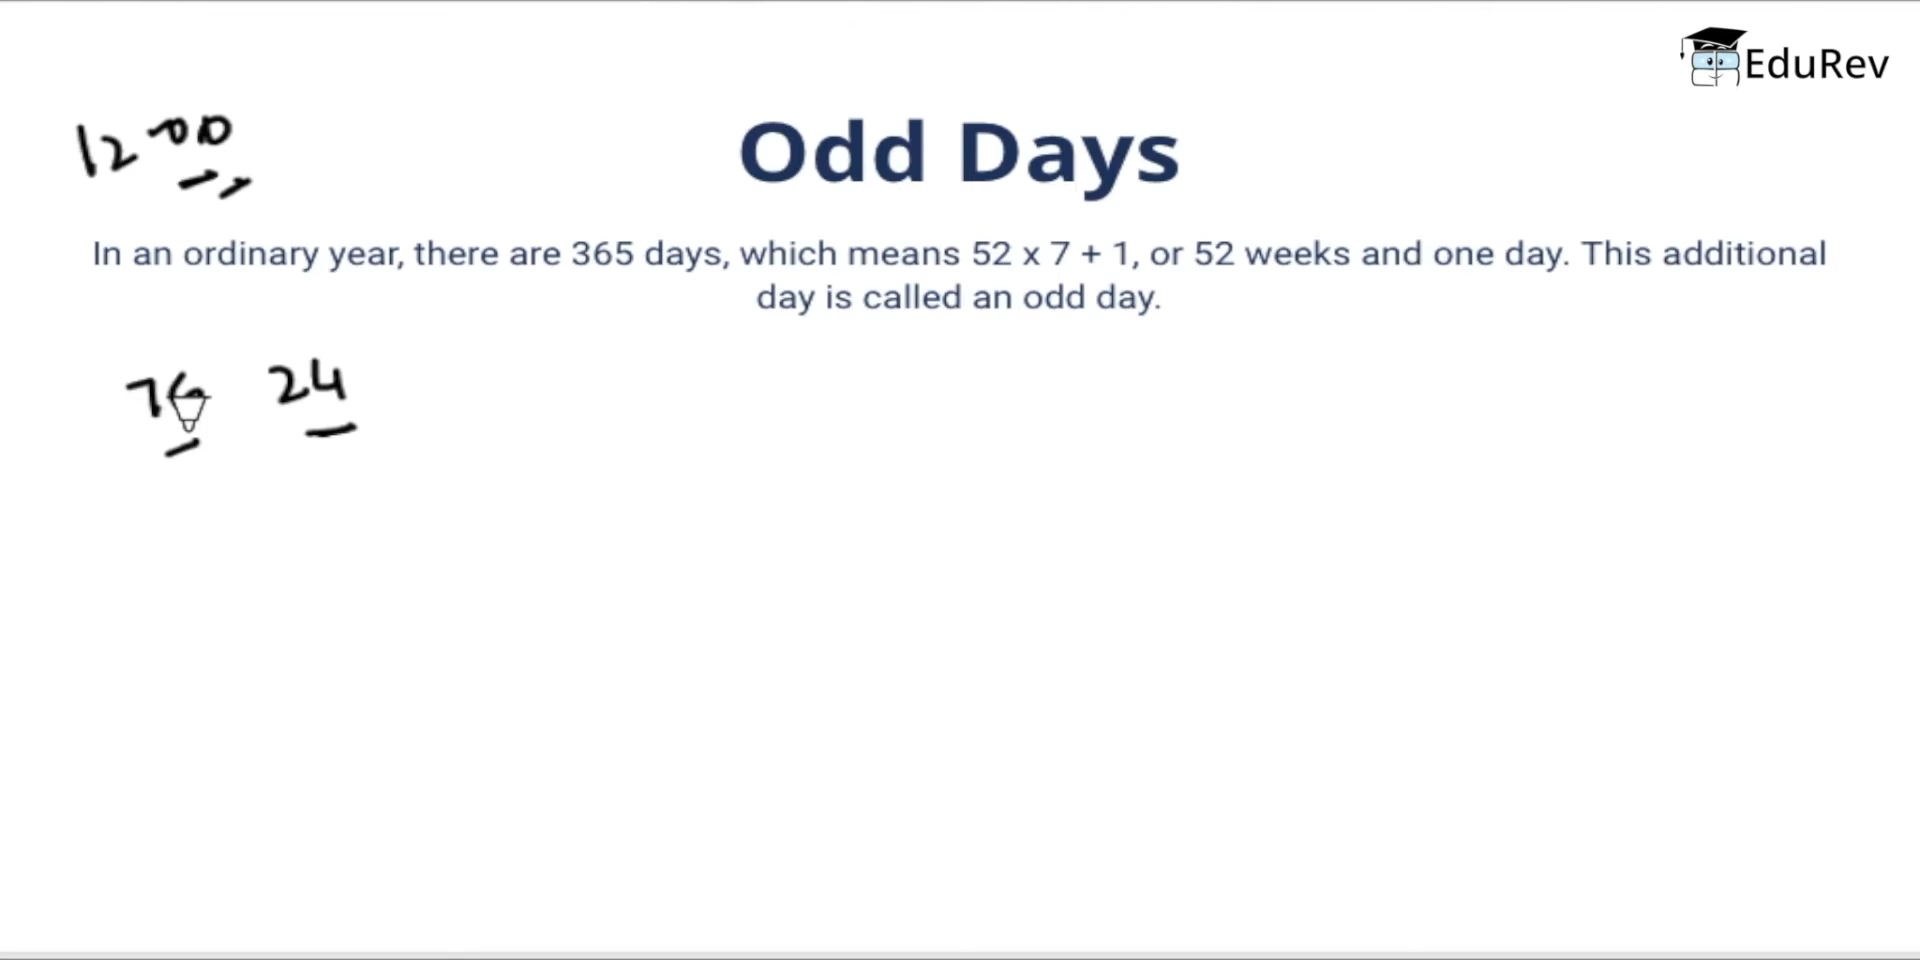 EduRev
1200
Odd Days
In an ordinary year, there are 365 days, which means 52 x 7 + 1, or 52 weeks and one day. This additional
day is called an odd day.
76 24